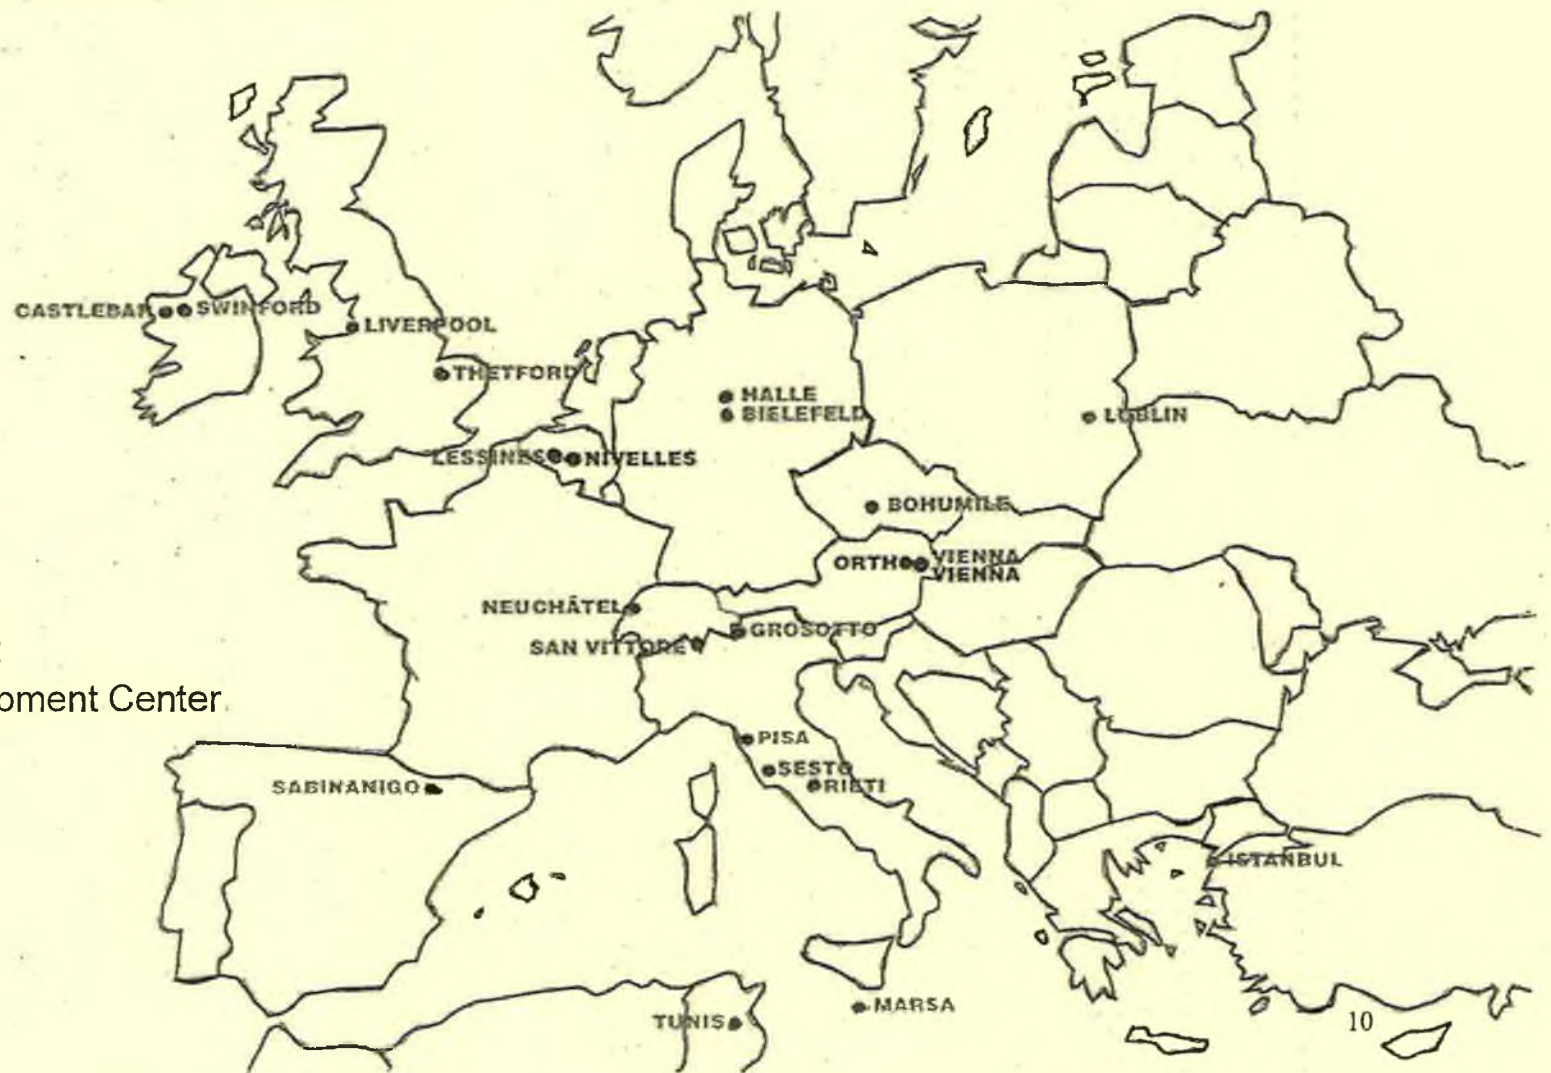 CASTLEBAR
SWINFORD
LIVERPOOL
THETFORD
HALLE
BIELEFELD
LUBLIN
LESSINES
NIVELLES
BOHUMILE
ORTH
VIENNA
VIENNA
NEUCHÂTEL
GROSOTTO
SAN VITTORE
pment Center
PISA
SESTO
RIETI
SABINANIGO
ISTANBUL
MARSA
TUNIS
10